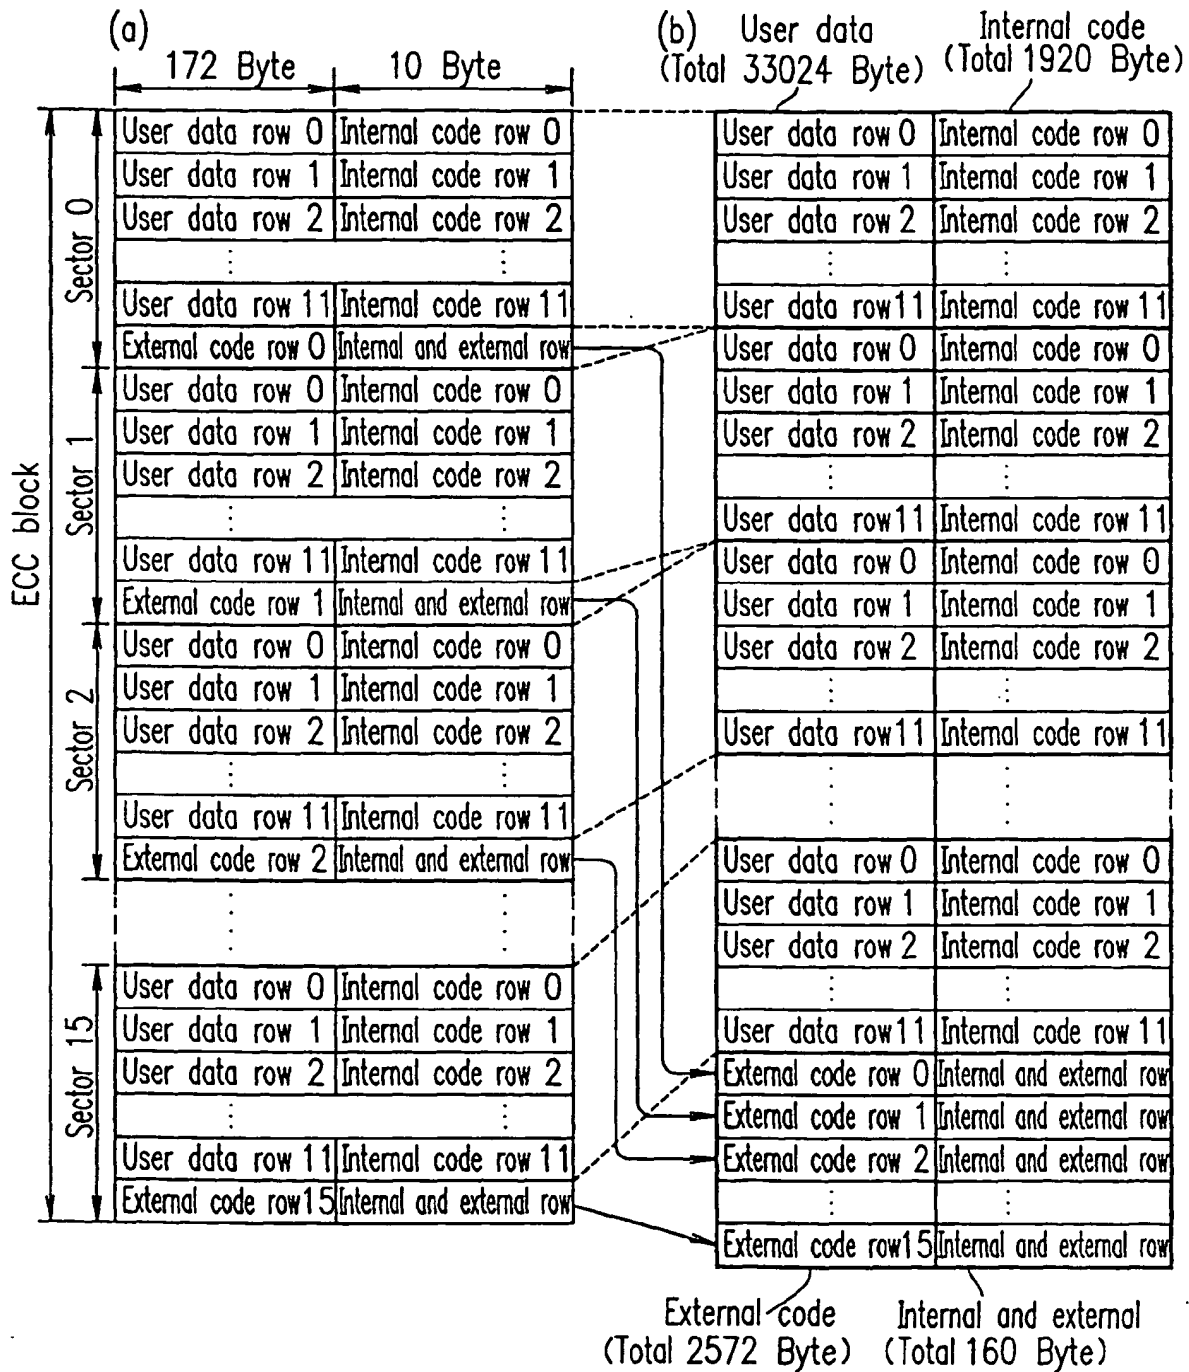 (a)
172 Byte 10 Byte
ECC block
Sector 0
User data row 0 Internal code row 0
User data row 1 Internal code row 1
User data row 2 Internal code row 2
User data row 11 Internal code row 11
External code row 0 Internal and external row
Sector 1
User data row 0 Internal code row 0
User data row 1 Internal code row 1
User data row 2 Internal code row 2
User data row 11 Internal code row 11
External code row 1 Internal and external row
Sector 2
User data row 0 Internal code row 0
User data row 1 Internal code row 1
User data row 2 Internal code row 2
User data row 11 Internal code row 11
External code row 2 Internal and external row
Sector 15
User data row 0 Internal code row 0
User data row 1 Internal code row 1
User data row 2 Internal code row 2
User data row 11 Internal code row 11
External code row15 Internal and external row
(b)
User data
(Total 33024 Byte)
Internal code
(Total 1920 Byte)
User data row 0 Internal code row 0
User data row 1 Internal code row 1
User data row 2 Internal code row 2
User data row11 Internal code row 11
User data row 0 Internal code row 0
User data row 1 Internal code row 1
User data row 2 Internal code row 2
User data row11 Internal code row 11
User data row 0 Internal code row 0
User data row 1 Internal code row 1
User data row 2 Internal code row 2
User data row11 Internal code row 11
User data row 0 Internal code row 0
User data row 1 Internal code row 1
User data row 2 Internal code row 2
User data row11 Internal code row 11
External code row 0 Internal and external row
External code row 1 Internal and external row
External code row 2 Internal and external row
External code row15 Internal and external row
External code
(Total 2572 Byte)
Internal and external
(Total 160 Byte)